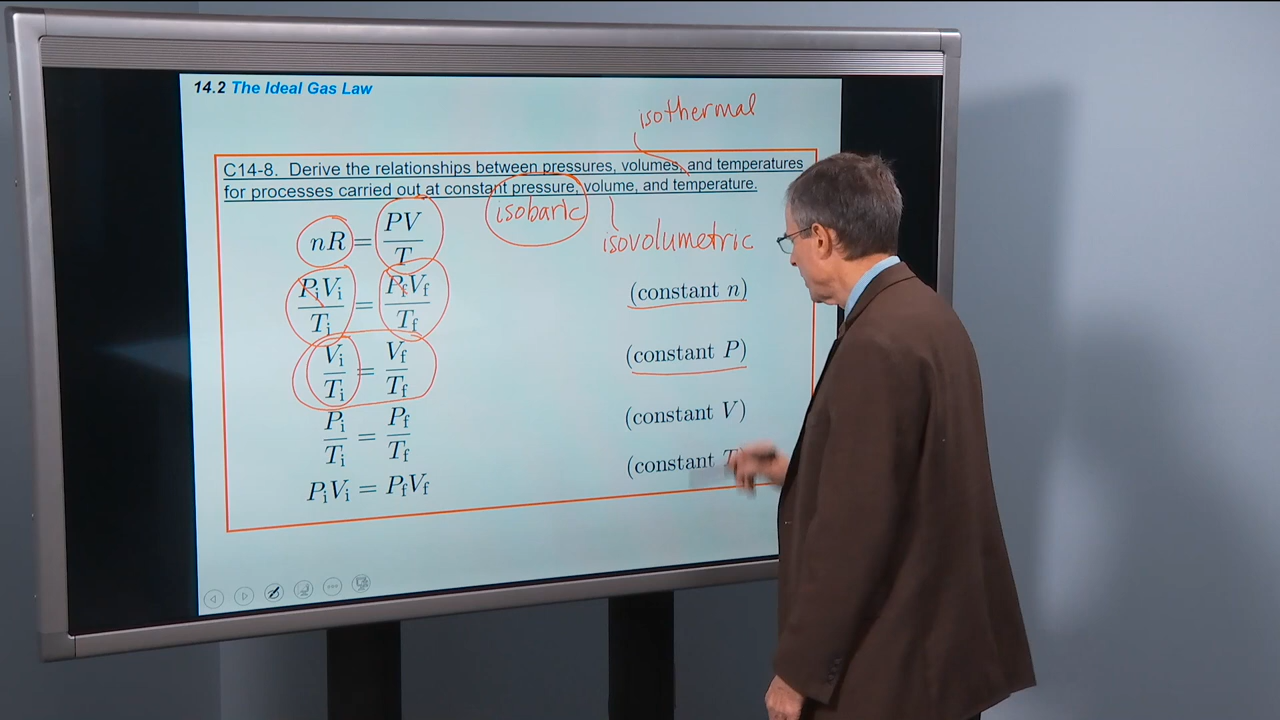 14.2 The Ideal Gas Law
isothermal
C14-8. Derive the relationships between pressures, volumes, and temperatures
for processes carried out at constant pressure, volume, and temperature.
isobaric
isovolumetric
nR = PV/T
PᵢVᵢ/Tᵢ = P_fV_f/T_f (constant n)
Vᵢ/Tᵢ = V_f/T_f (constant P)
Pᵢ/Tᵢ = P_f/T_f (constant V)
PᵢVᵢ = P_fV_f (constant T